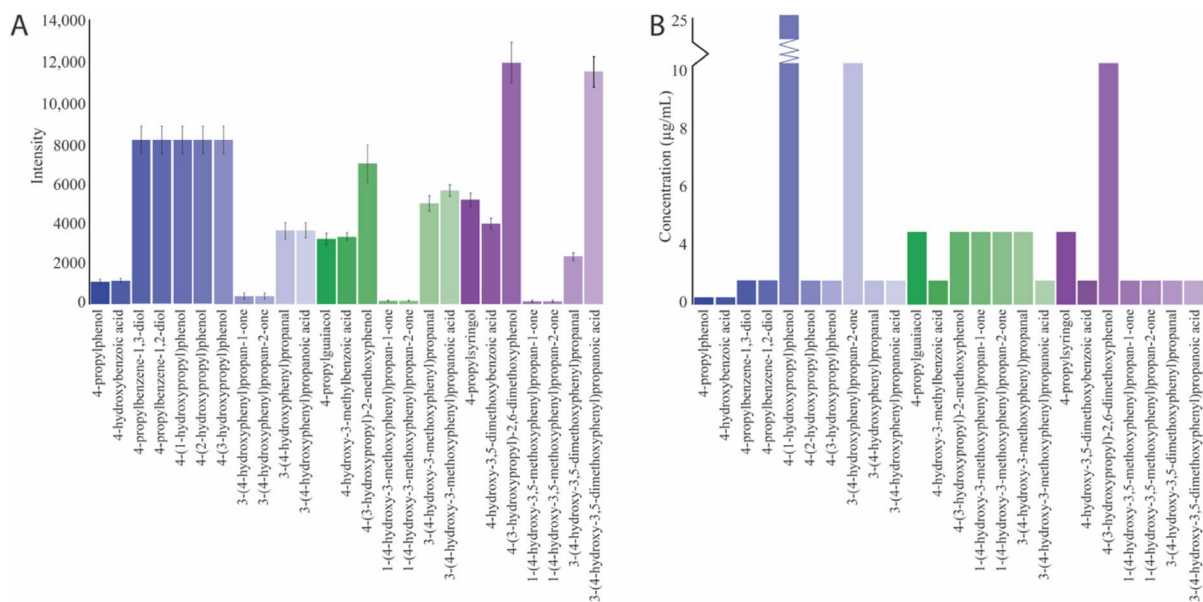 A
Intensity
14,000
12,000
10,000
8000
6000
4000
2000
0
4-propylphenol
4-hydroxybenzoic acid
4-propylbenzene-1,3-diol
4-propylbenzene-1,2-diol
4-(1-hydroxypropyl)phenol
4-(2-hydroxypropyl)phenol
4-(3-hydroxypropyl)phenol
3-(4-hydroxyphenyl)propan-1-one
3-(4-hydroxyphenyl)propan-2-one
3-(4-hydroxyphenyl)propanal
3-(4-hydroxyphenyl)propanoic acid
4-propylguaiacol
4-hydroxy-3-methylbenzoic acid
4-(3-hydroxypropyl)-2-methoxyphenol
1-(4-hydroxy-3-methoxyphenyl)propan-1-one
1-(4-hydroxy-3-methoxyphenyl)propan-2-one
3-(4-hydroxy-3-methoxyphenyl)propanal
3-(4-hydroxy-3-methoxyphenyl)propanoic acid
4-propylsyringol
4-hydroxy-3,5-dimethoxybenzoic acid
4-(3-hydroxypropyl)-2,6-dimethoxyphenol
1-(4-hydroxy-3,5-methoxyphenyl)propan-1-one
1-(4-hydroxy-3,5-methoxyphenyl)propan-2-one
3-(4-hydroxy-3,5-dimethoxyphenyl)propanal
3-(4-hydroxy-3,5-dimethoxyphenyl)propanoic acid
B
Concentration (µg/mL)
25
10
8
6
4
2
0
4-propylphenol
4-hydroxybenzoic acid
4-propylbenzene-1,3-diol
4-propylbenzene-1,2-diol
4-(1-hydroxypropyl)phenol
4-(2-hydroxypropyl)phenol
4-(3-hydroxypropyl)phenol
3-(4-hydroxyphenyl)propan-2-one
3-(4-hydroxyphenyl)propanal
3-(4-hydroxyphenyl)propanoic acid
4-propylguaiacol
4-hydroxy-3-methylbenzoic acid
4-(3-hydroxypropyl)-2-methoxyphenol
1-(4-hydroxy-3-methoxyphenyl)propan-1-one
1-(4-hydroxy-3-methoxyphenyl)propan-2-one
3-(4-hydroxy-3-methoxyphenyl)propanal
3-(4-hydroxy-3-methoxyphenyl)propanoic acid
4-propylsyringol
4-hydroxy-3,5-dimethoxybenzoic acid
4-(3-hydroxypropyl)-2,6-dimethoxyphenol
1-(4-hydroxy-3,5-methoxyphenyl)propan-1-one
1-(4-hydroxy-3,5-methoxyphenyl)propan-2-one
3-(4-hydroxy-3,5-dimethoxyphenyl)propanal
3-(4-hydroxy-3,5-dimethoxyphenyl)propanoic acid